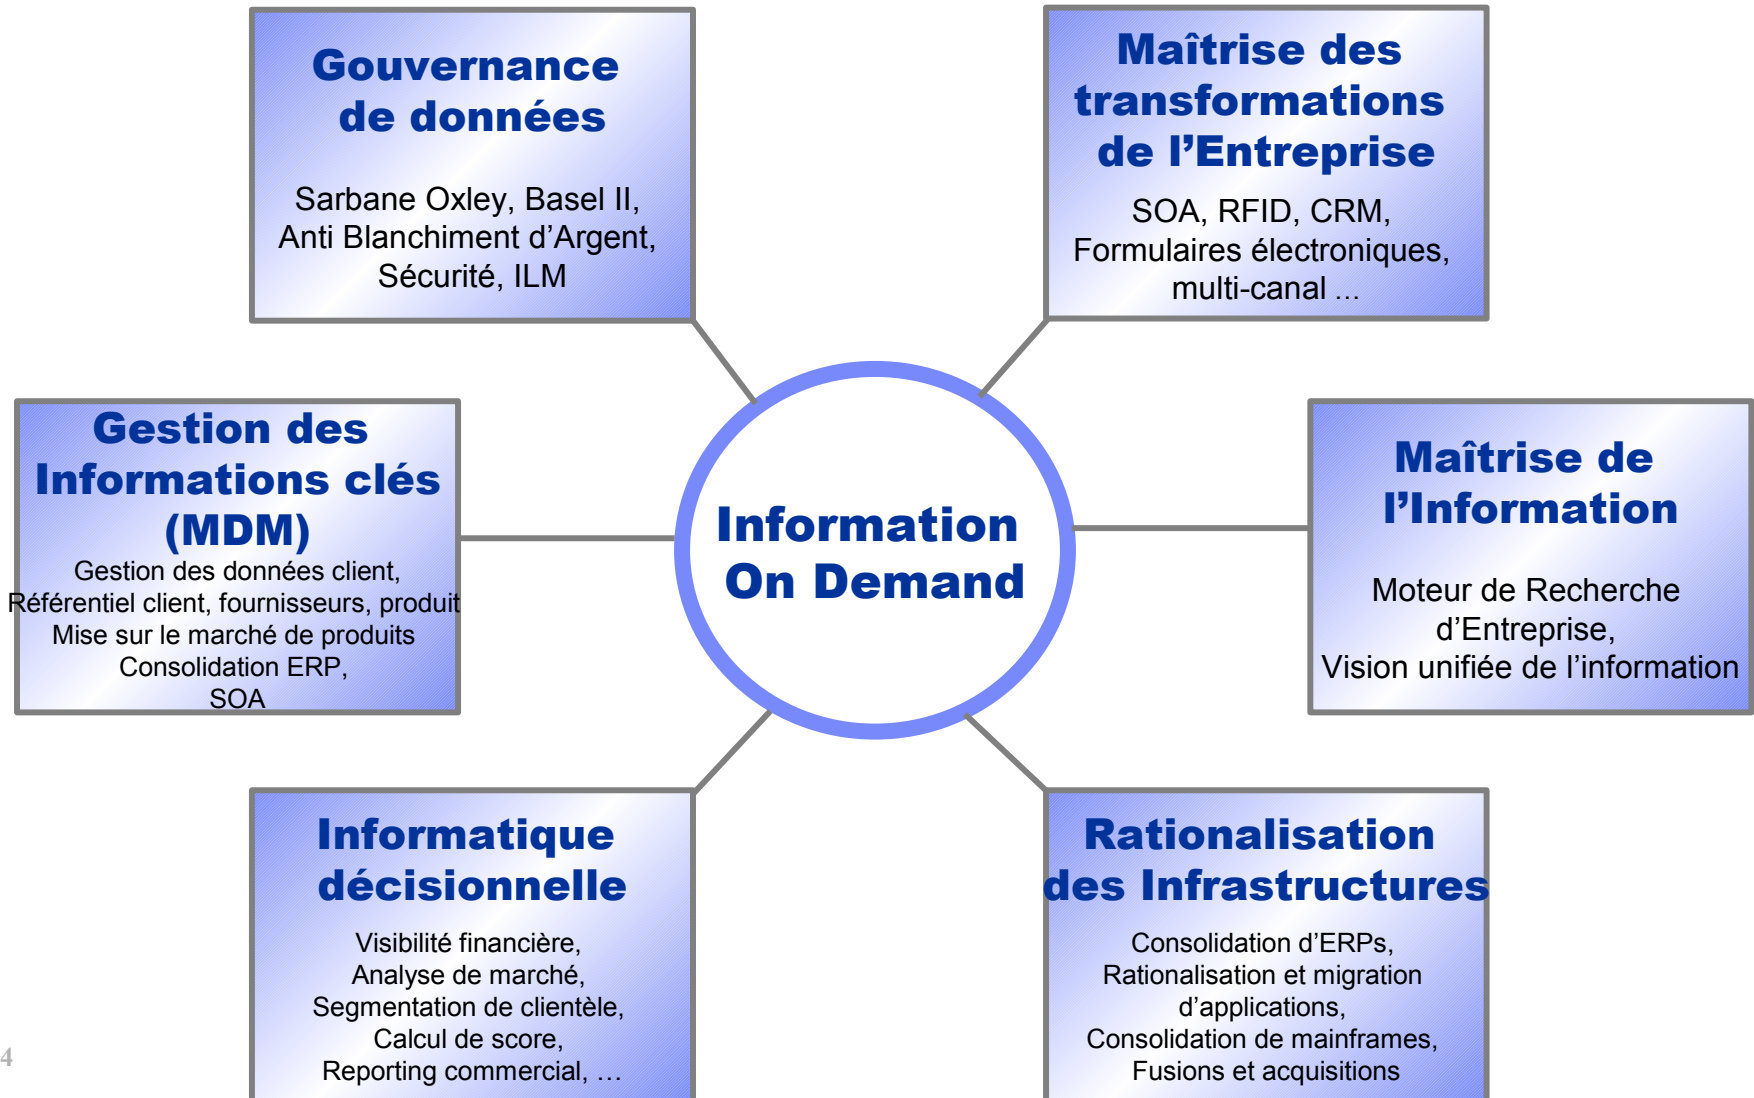 Gouvernance
de données
Sarbane Oxley, Basel II,
Anti Blanchiment d’Argent,
Sécurité, ILM
Maîtrise des
transformations
de l’Entreprise
SOA, RFID, CRM,
Formulaires électroniques,
multi-canal ...
Gestion des
Informations clés
(MDM)
Gestion des données client,
Référentiel client, fournisseurs, produit
Mise sur le marché de produits
Consolidation ERP,
SOA
Information
On Demand
Maîtrise de
l’Information
Moteur de Recherche
d’Entreprise,
Vision unifiée de l’information
Informatique
décisionnelle
Visibilité financière,
Analyse de marché,
Segmentation de clientèle,
Calcul de score,
Reporting commercial, …
Rationalisation
des Infrastructures
Consolidation d’ERPs,
Rationalisation et migration
d’applications,
Consolidation de mainframes,
Fusions et acquisitions
4